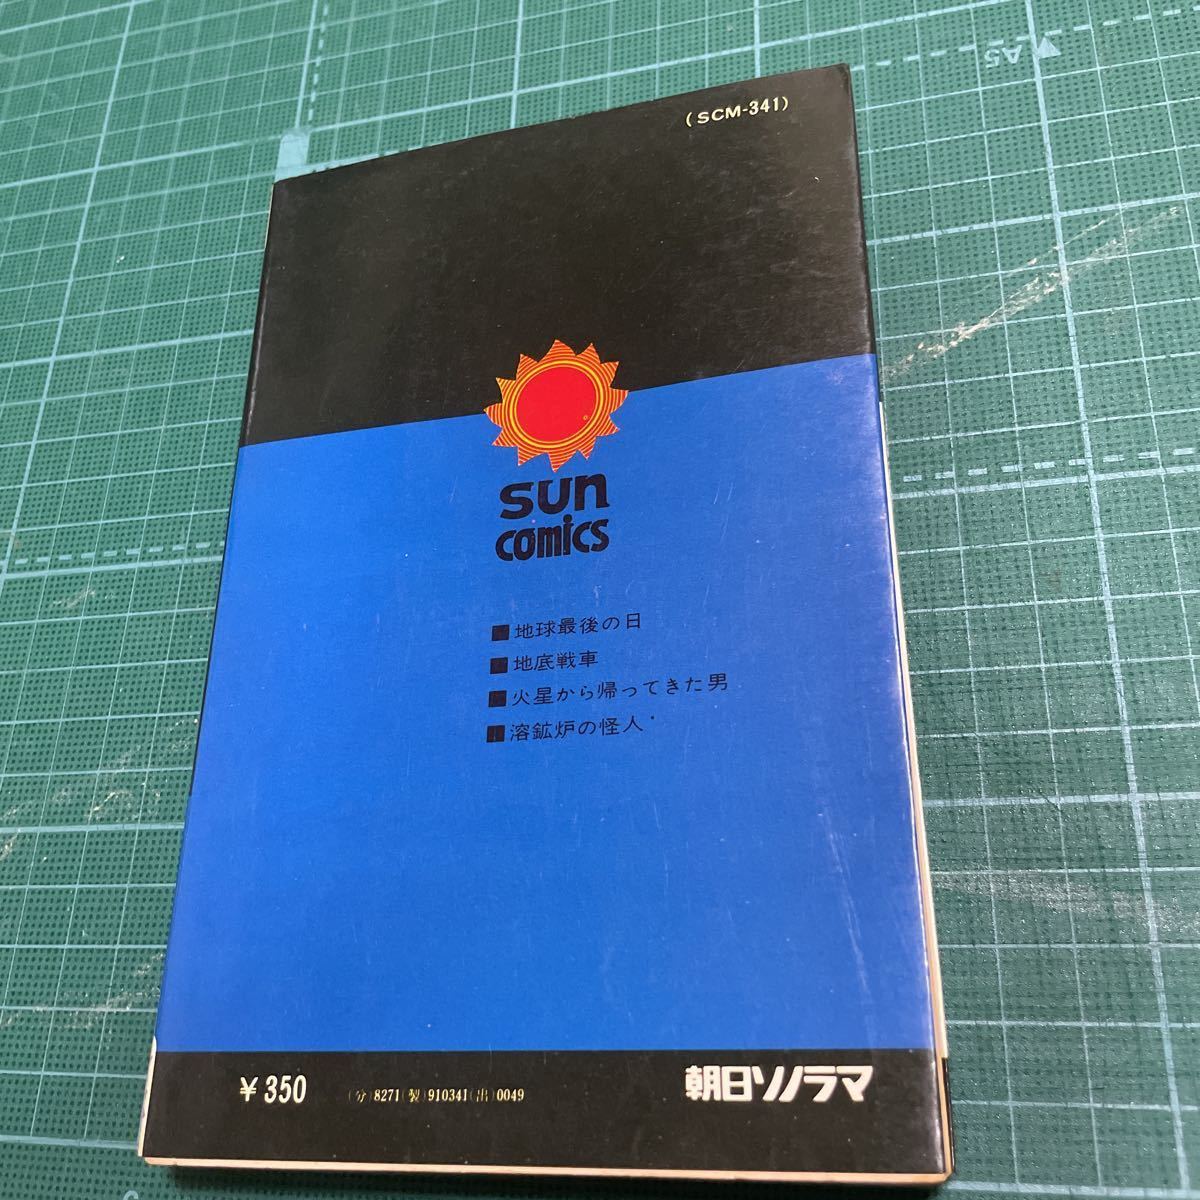 (SCM-341)
sun
comics
■地球最後の日
■地底戦車
■火星から帰ってきた男
■溶鉱炉の怪人
¥350
(分)8271(製)910341(出)0049
朝日ソノラマ
A5